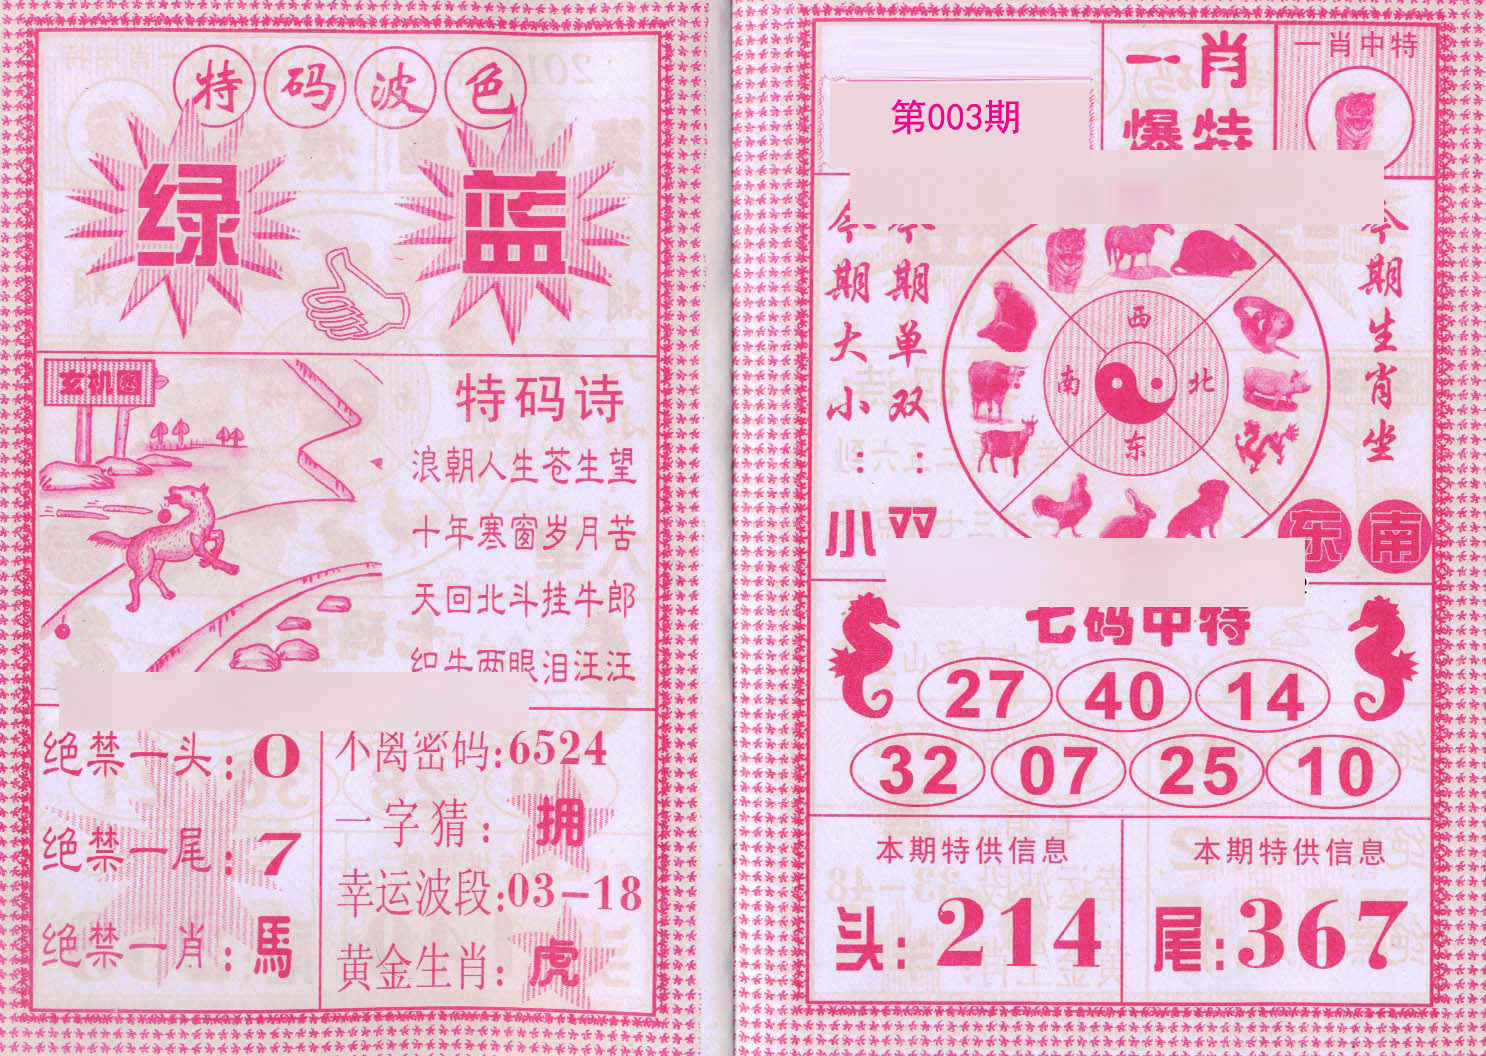 特码波色
绿 蓝
玄机图
特码诗
浪朝人生苍生望
十年寒窗岁月苦
天回北斗挂牛郎
织牛两眼泪汪汪
绝禁一头:0
绝禁一尾:7
绝禁一肖:馬
不离密码:6524
一字猜:拥
幸运波段:03-18
黄金生肖:虎
第003期
一肖
爆特
一肖中特
今期大小:小
今期单双:双
西
南 北
东
今期生肖坐
东南
七码中特
27 40 14
32 07 25 10
本期特供信息
头:214
本期特供信息
尾:367